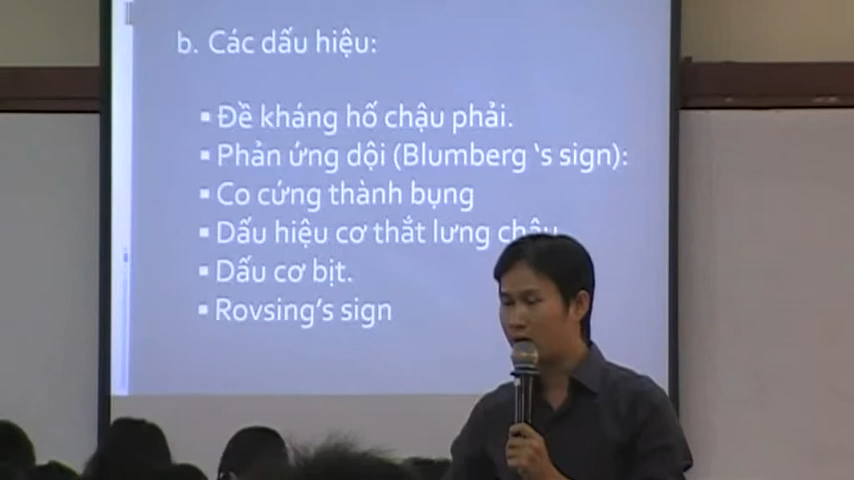 b. Các dấu hiệu:
▪ Đề kháng hố chậu phải.
▪ Phản ứng dội (Blumberg ‘s sign):
▪ Co cứng thành bụng
▪ Dấu hiệu cơ thắt lưng chậu
▪ Dấu cơ bịt.
▪ Rovsing’s sign